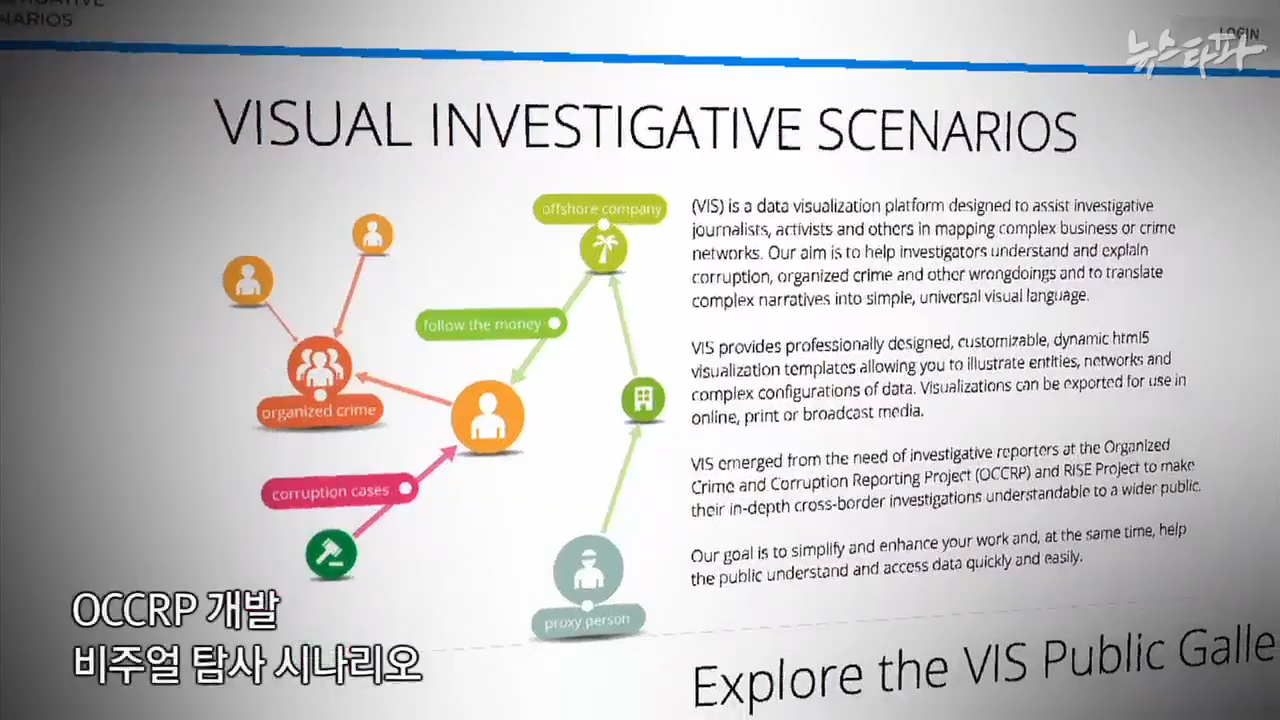 NARIOS
LOGIN
뉴스타파
VISUAL INVESTIGATIVE SCENARIOS
offshore company
follow the money
organized crime
corruption cases
proxy person
(VIS) is a data visualization platform designed to assist investigative
journalists, activists and others in mapping complex business or crime
networks. Our aim is to help investigators understand and explain
corruption, organized crime and other wrongdoings and to translate
complex narratives into simple, universal visual language.
VIS provides professionally designed, customizable, dynamic html5
visualization templates allowing you to illustrate entities, networks and
complex configurations of data. Visualizations can be exported for use in
online, print or broadcast media.
VIS emerged from the need of investigative reporters at the Organized
Crime and Corruption Reporting Project (OCCRP) and RISE Project to make
their in-depth cross-border investigations understandable to a wider public.
Our goal is to simplify and enhance your work and, at the same time, help
the public understand and access data quickly and easily.
Explore the VIS Public Galle
OCCRP 개발
비주얼 탐사 시나리오